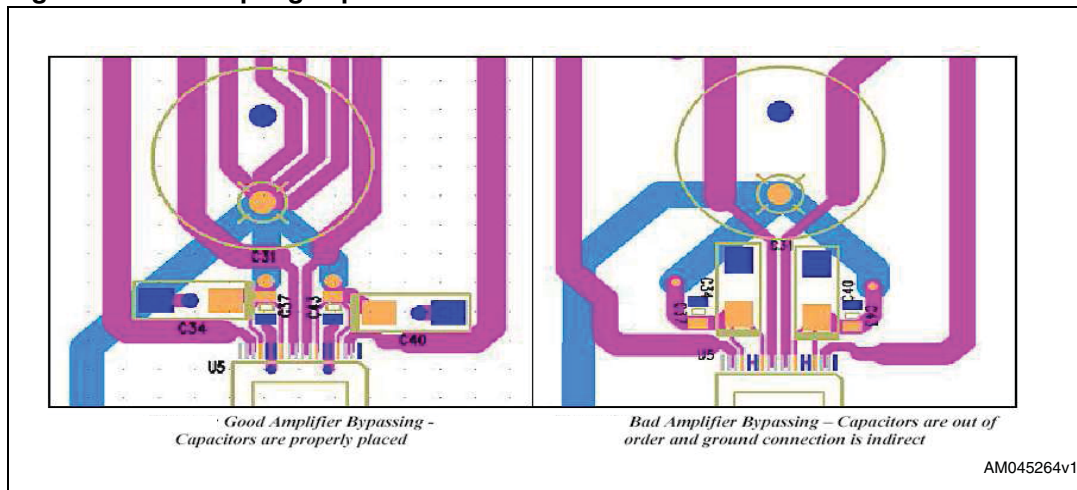 C31
C37
C43
C34
C40
U5
C31
C34
C40
C37
U5
Good Amplifier Bypassing -
Capacitors are properly placed
Bad Amplifier Bypassing – Capacitors are out of
order and ground connection is indirect
AM045264v1